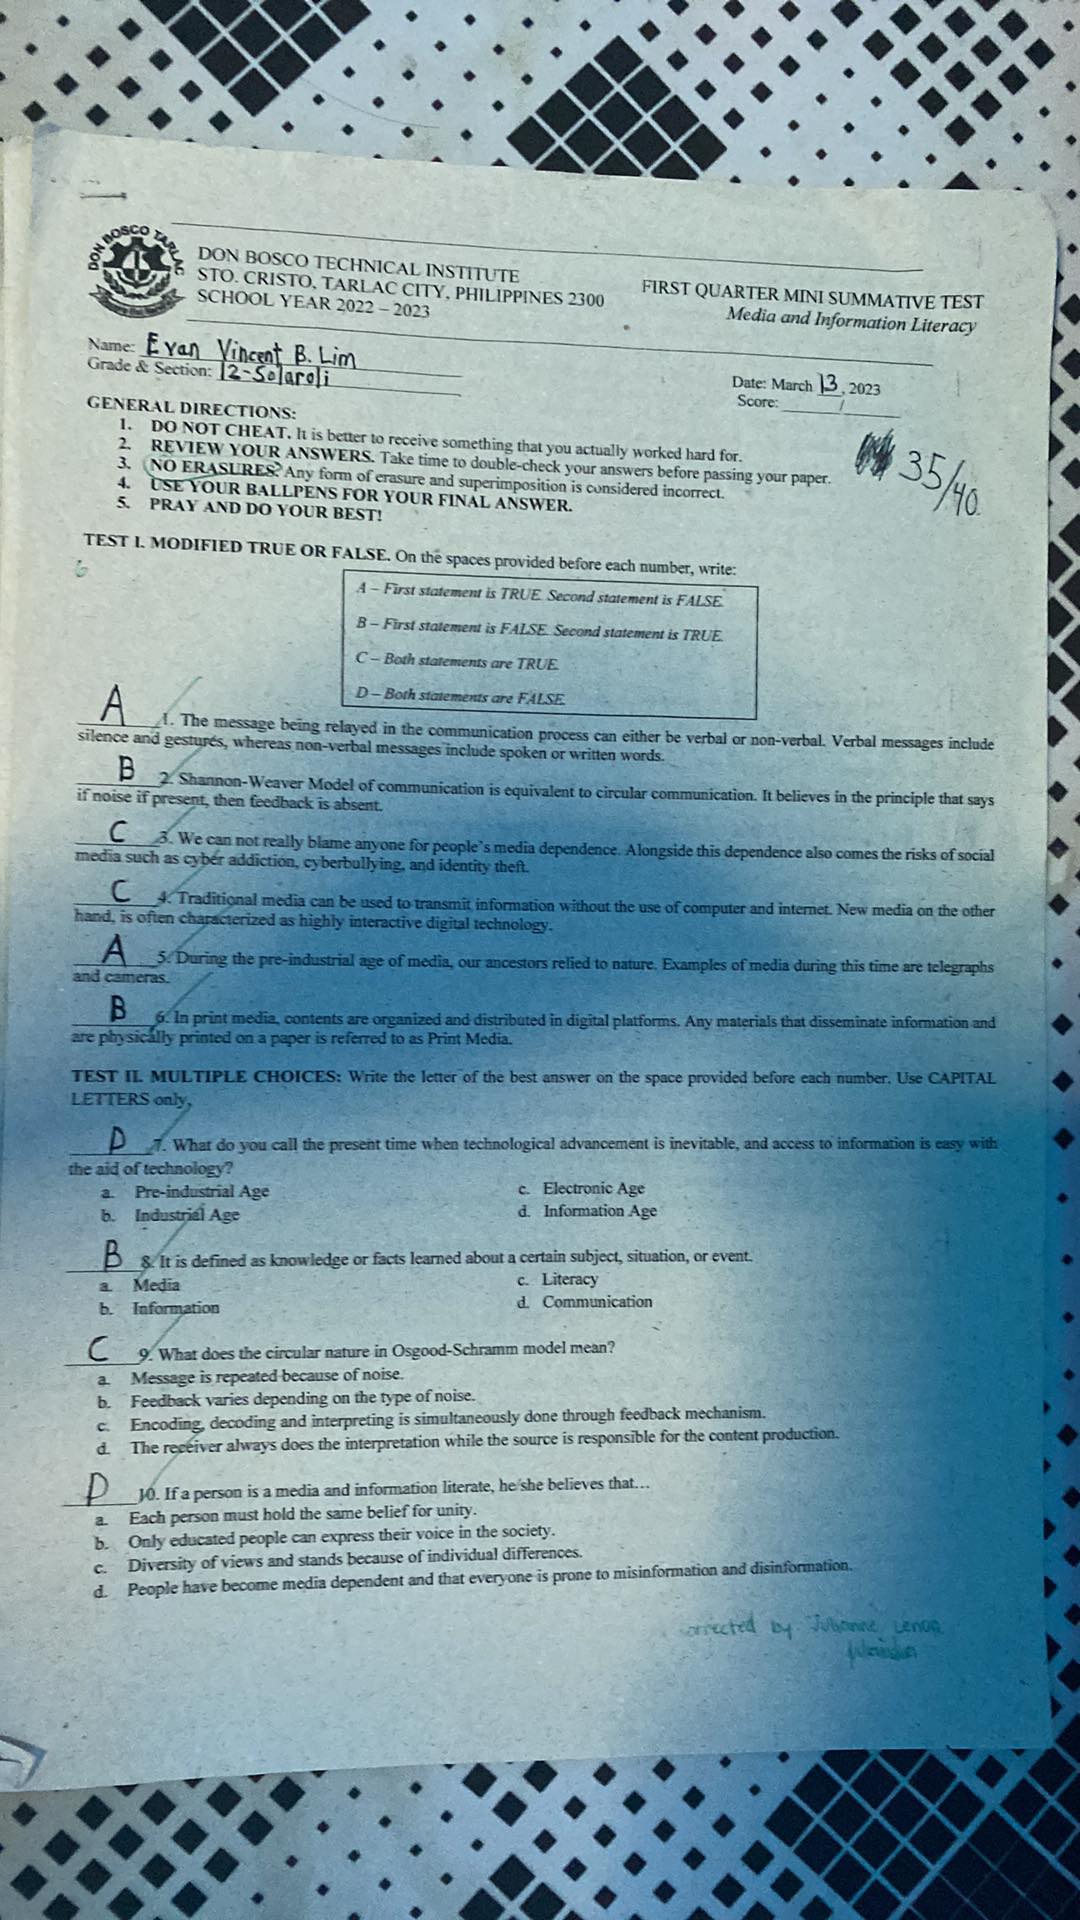 DON BOSCO TARLAC
DON BOSCO TECHNICAL INSTITUTE
STO. CRISTO, TARLAC CITY, PHILIPPINES 2300
SCHOOL YEAR 2022 – 2023
FIRST QUARTER MINI SUMMATIVE TEST
Media and Information Literacy
Name: Evan Vincent B. Lim
Grade & Section: 12-Solaroli
Date: March 13, 2023
Score: /
35/40
GENERAL DIRECTIONS:
1. DO NOT CHEAT. It is better to receive something that you actually worked hard for.
2. REVIEW YOUR ANSWERS. Take time to double-check your answers before passing your paper.
3. NO ERASURES. Any form of erasure and superimposition is considered incorrect.
4. USE YOUR BALLPENS FOR YOUR FINAL ANSWER.
5. PRAY AND DO YOUR BEST!
TEST I. MODIFIED TRUE OR FALSE. On the spaces provided before each number, write:
6
A – First statement is TRUE. Second statement is FALSE.
B – First statement is FALSE. Second statement is TRUE.
C – Both statements are TRUE.
D – Both statements are FALSE.
A 1. The message being relayed in the communication process can either be verbal or non-verbal. Verbal messages include
silence and gestures, whereas non-verbal messages include spoken or written words.
B 2. Shannon-Weaver Model of communication is equivalent to circular communication. It believes in the principle that says
if noise if present, then feedback is absent.
C 3. We can not really blame anyone for people's media dependence. Alongside this dependence also comes the risks of social
media such as cyber addiction, cyberbullying, and identity theft.
C 4. Traditional media can be used to transmit information without the use of computer and internet. New media on the other
hand, is often characterized as highly interactive digital technology.
A 5. During the pre-industrial age of media, our ancestors relied to nature. Examples of media during this time are telegraphs
and cameras.
B 6. In print media, contents are organized and distributed in digital platforms. Any materials that disseminate information and
are physically printed on a paper is referred to as Print Media.
TEST II. MULTIPLE CHOICES: Write the letter of the best answer on the space provided before each number. Use CAPITAL
LETTERS only.
D 7. What do you call the present time when technological advancement is inevitable, and access to information is easy with
the aid of technology?
a. Pre-industrial Age
b. Industrial Age
c. Electronic Age
d. Information Age
B 8. It is defined as knowledge or facts learned about a certain subject, situation, or event.
a. Media
b. Information
c. Literacy
d. Communication
C 9. What does the circular nature in Osgood-Schramm model mean?
a. Message is repeated because of noise.
b. Feedback varies depending on the type of noise.
c. Encoding, decoding and interpreting is simultaneously done through feedback mechanism.
d. The receiver always does the interpretation while the source is responsible for the content production.
D 10. If a person is a media and information literate, he/she believes that…
a. Each person must hold the same belief for unity.
b. Only educated people can express their voice in the society.
c. Diversity of views and stands because of individual differences.
d. People have become media dependent and that everyone is prone to misinformation and disinformation.
corrected by: